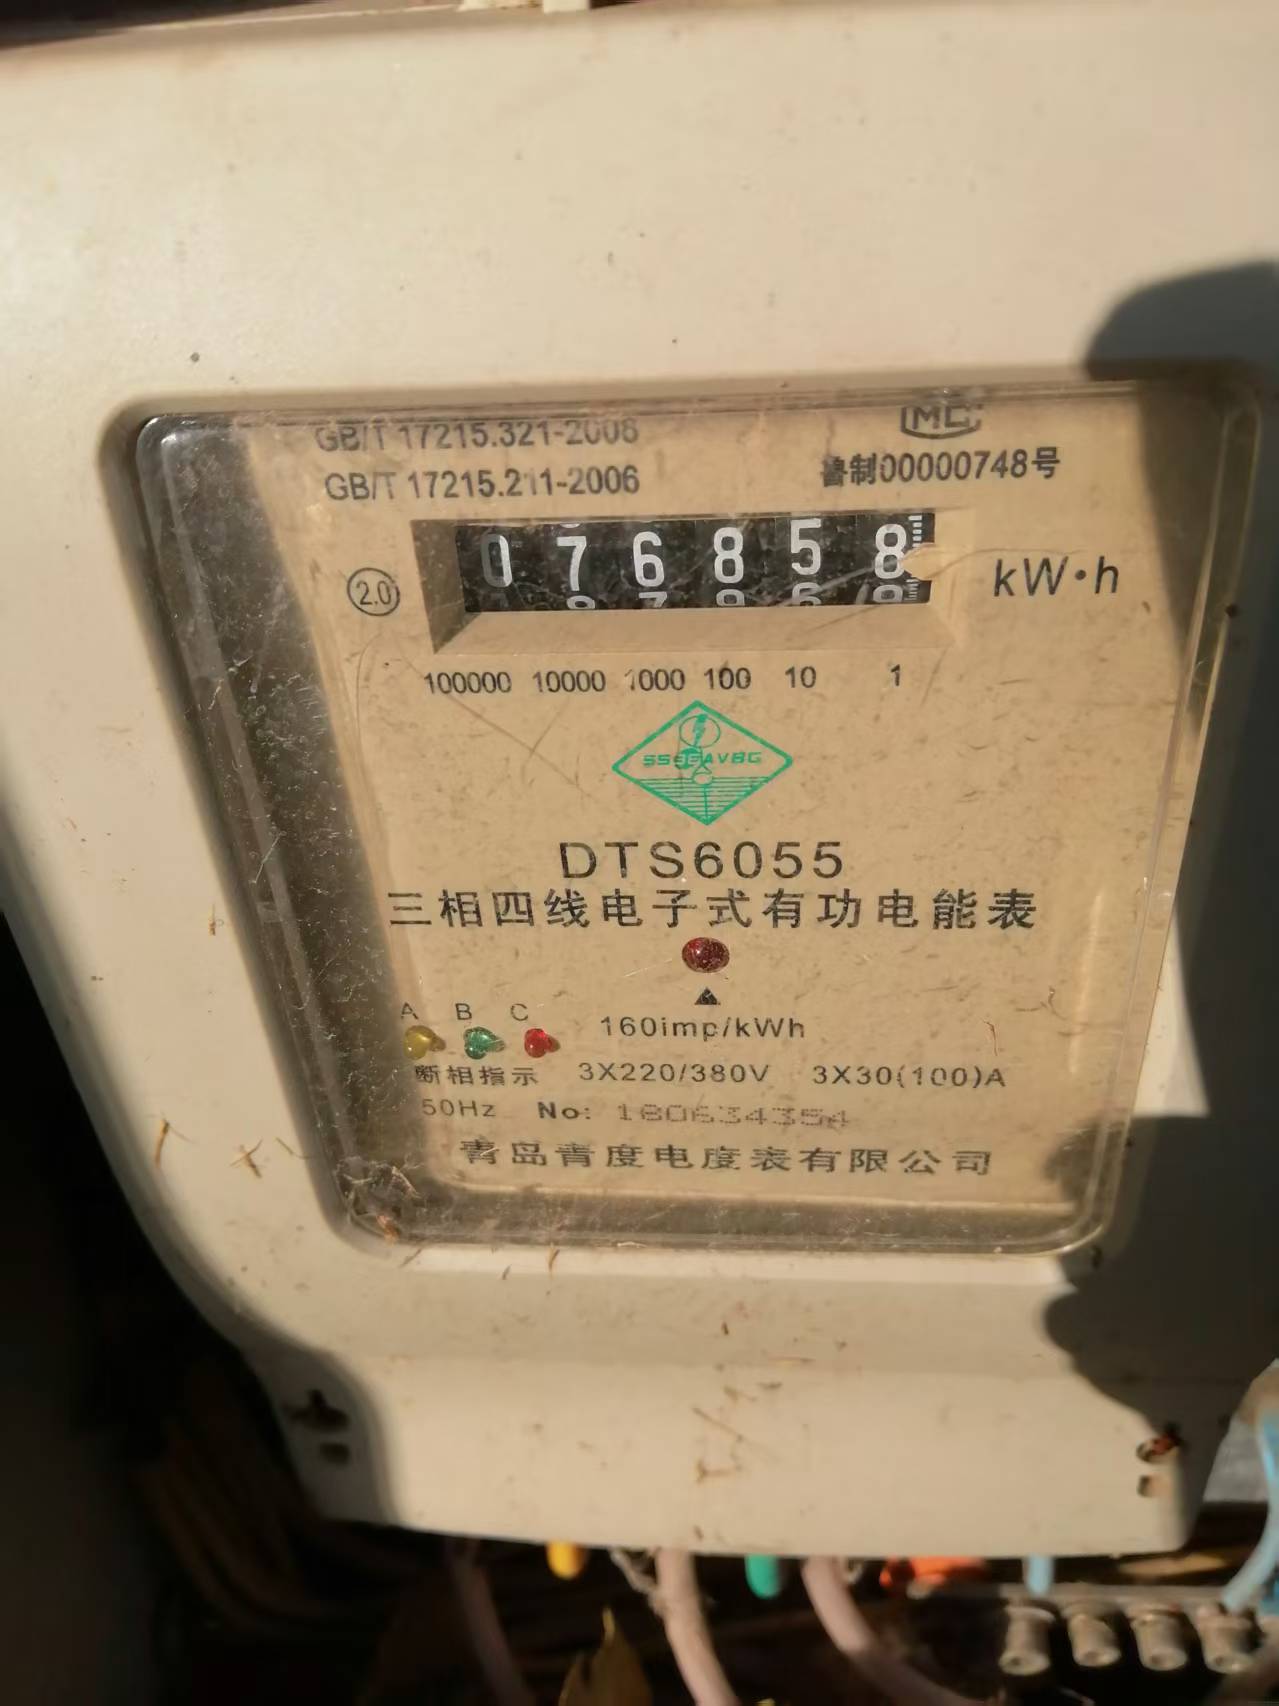 GB/T 17215.321-2008
GB/T 17215.211-2006
MC
鲁制00000748号
2.0
076858
kW·h
100000 10000 1000 100 10 1
DTS6055
三相四线电子式有功电能表
A B C
160imp/kWh
断相指示 3X220/380V 3X30(100)A
50Hz No: 180634354
青岛青度电度表有限公司